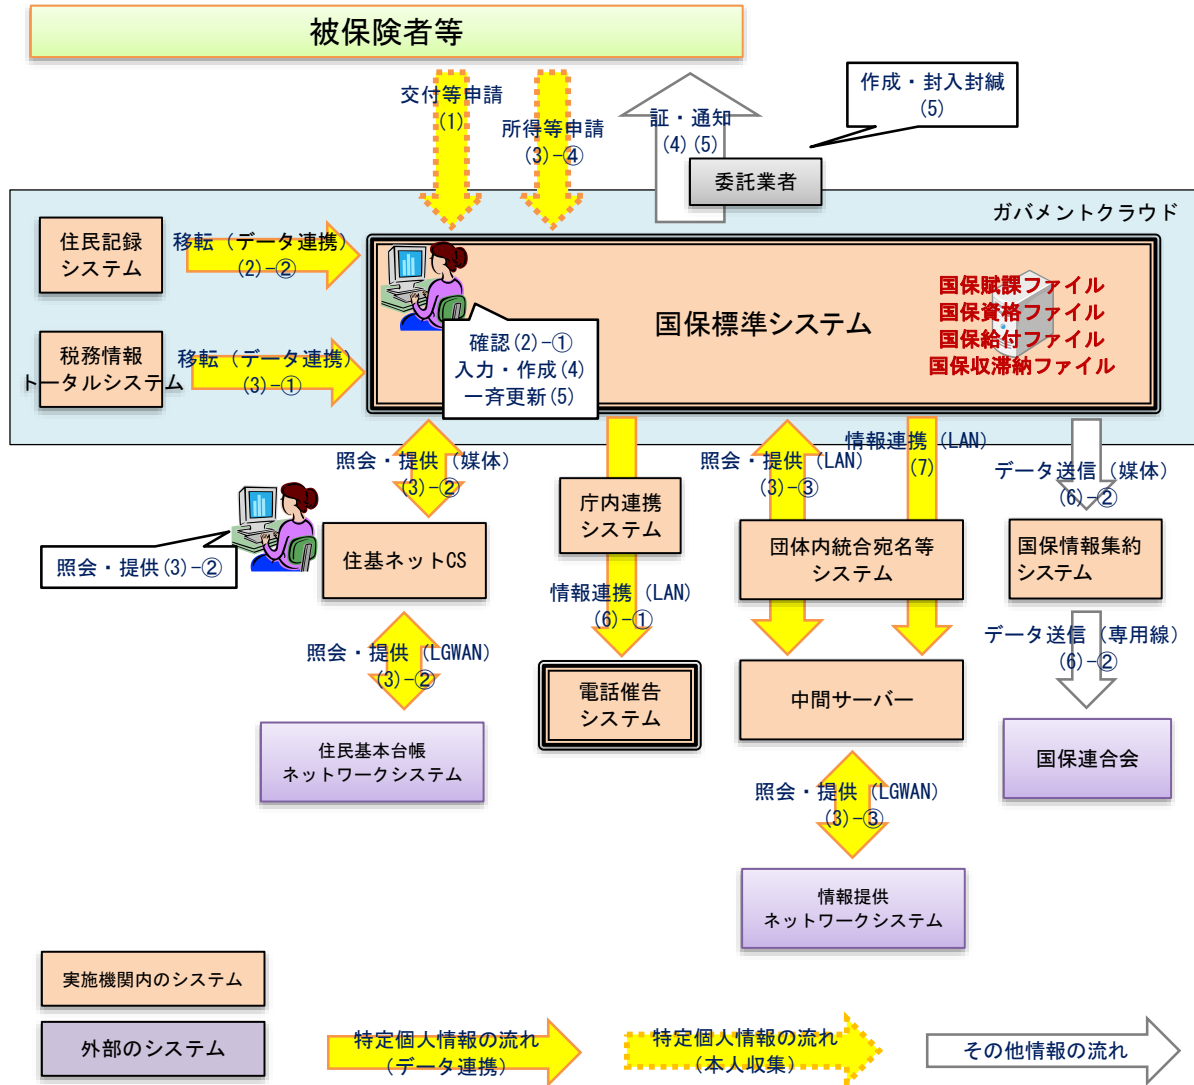 被保険者等
交付等申請
(1)
所得等申請
(3)-④
証・通知
(4)(5)
作成・封入封緘
(5)
委託業者
ガバメントクラウド
住民記録
システム
移転（データ連携）
(2)-②
税務情報
トータルシステム
移転（データ連携）
(3)-①
国保標準システム
国保賦課ファイル
国保資格ファイル
国保給付ファイル
国保収滞納ファイル
確認(2)-①
入力・作成(4)
一斉更新(5)
照会・提供（媒体）
(3)-②
照会・提供(3)-②
住基ネットCS
照会・提供（LGWAN）
(3)-②
住民基本台帳
ネットワークシステム
庁内連携
システム
情報連携（LAN）
(6)-①
電話催告
システム
照会・提供（LAN）
(3)-③
情報連携（LAN）
(7)
団体内統合宛名等
システム
中間サーバー
照会・提供（LGWAN）
(3)-③
情報提供
ネットワークシステム
データ送信（媒体）
(6)-②
国保情報集約
システム
データ送信（専用線）
(6)-②
国保連合会
実施機関内のシステム
外部のシステム
特定個人情報の流れ
（データ連携）
特定個人情報の流れ
（本人収集）
その他情報の流れ